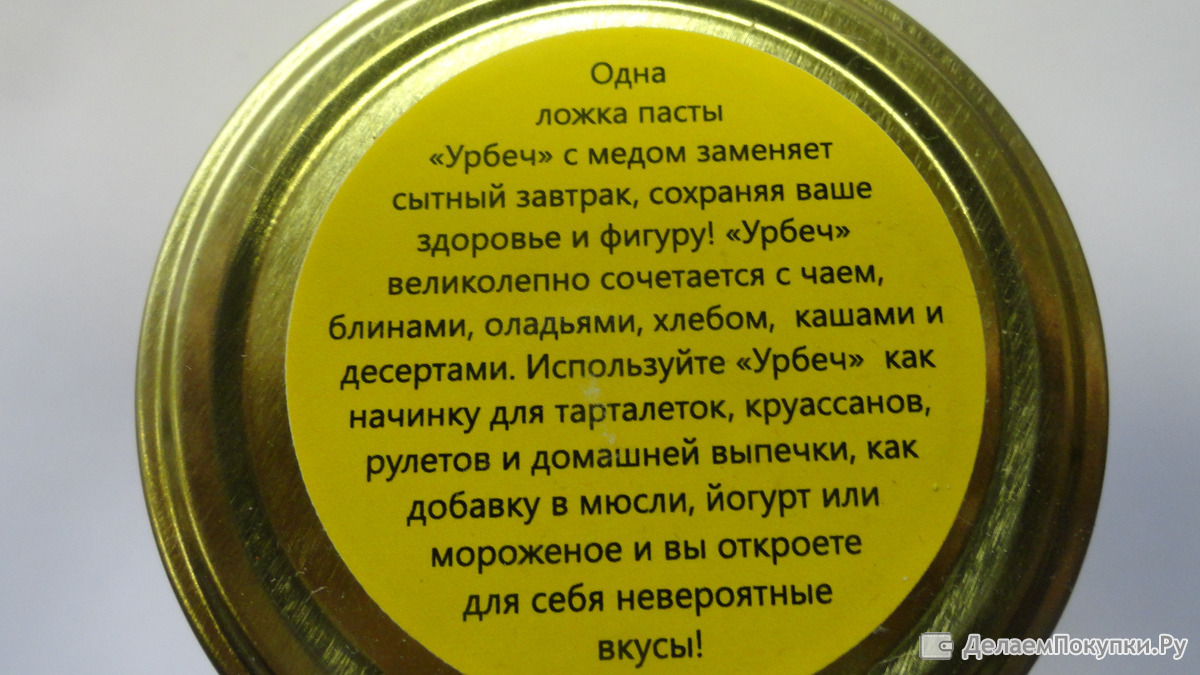 Одна
ложка пасты
«Урбеч» с медом заменяет
сытный завтрак, сохраняя ваше
здоровье и фигуру! «Урбеч»
великолепно сочетается с чаем,
блинами, оладьями, хлебом, кашами и
десертами. Используйте «Урбеч» как
начинку для тарталеток, круассанов,
рулетов и домашней выпечки, как
добавку в мюсли, йогурт или
мороженое и вы откроете
для себя невероятные
вкусы!
ДелаемПокупки.Ру